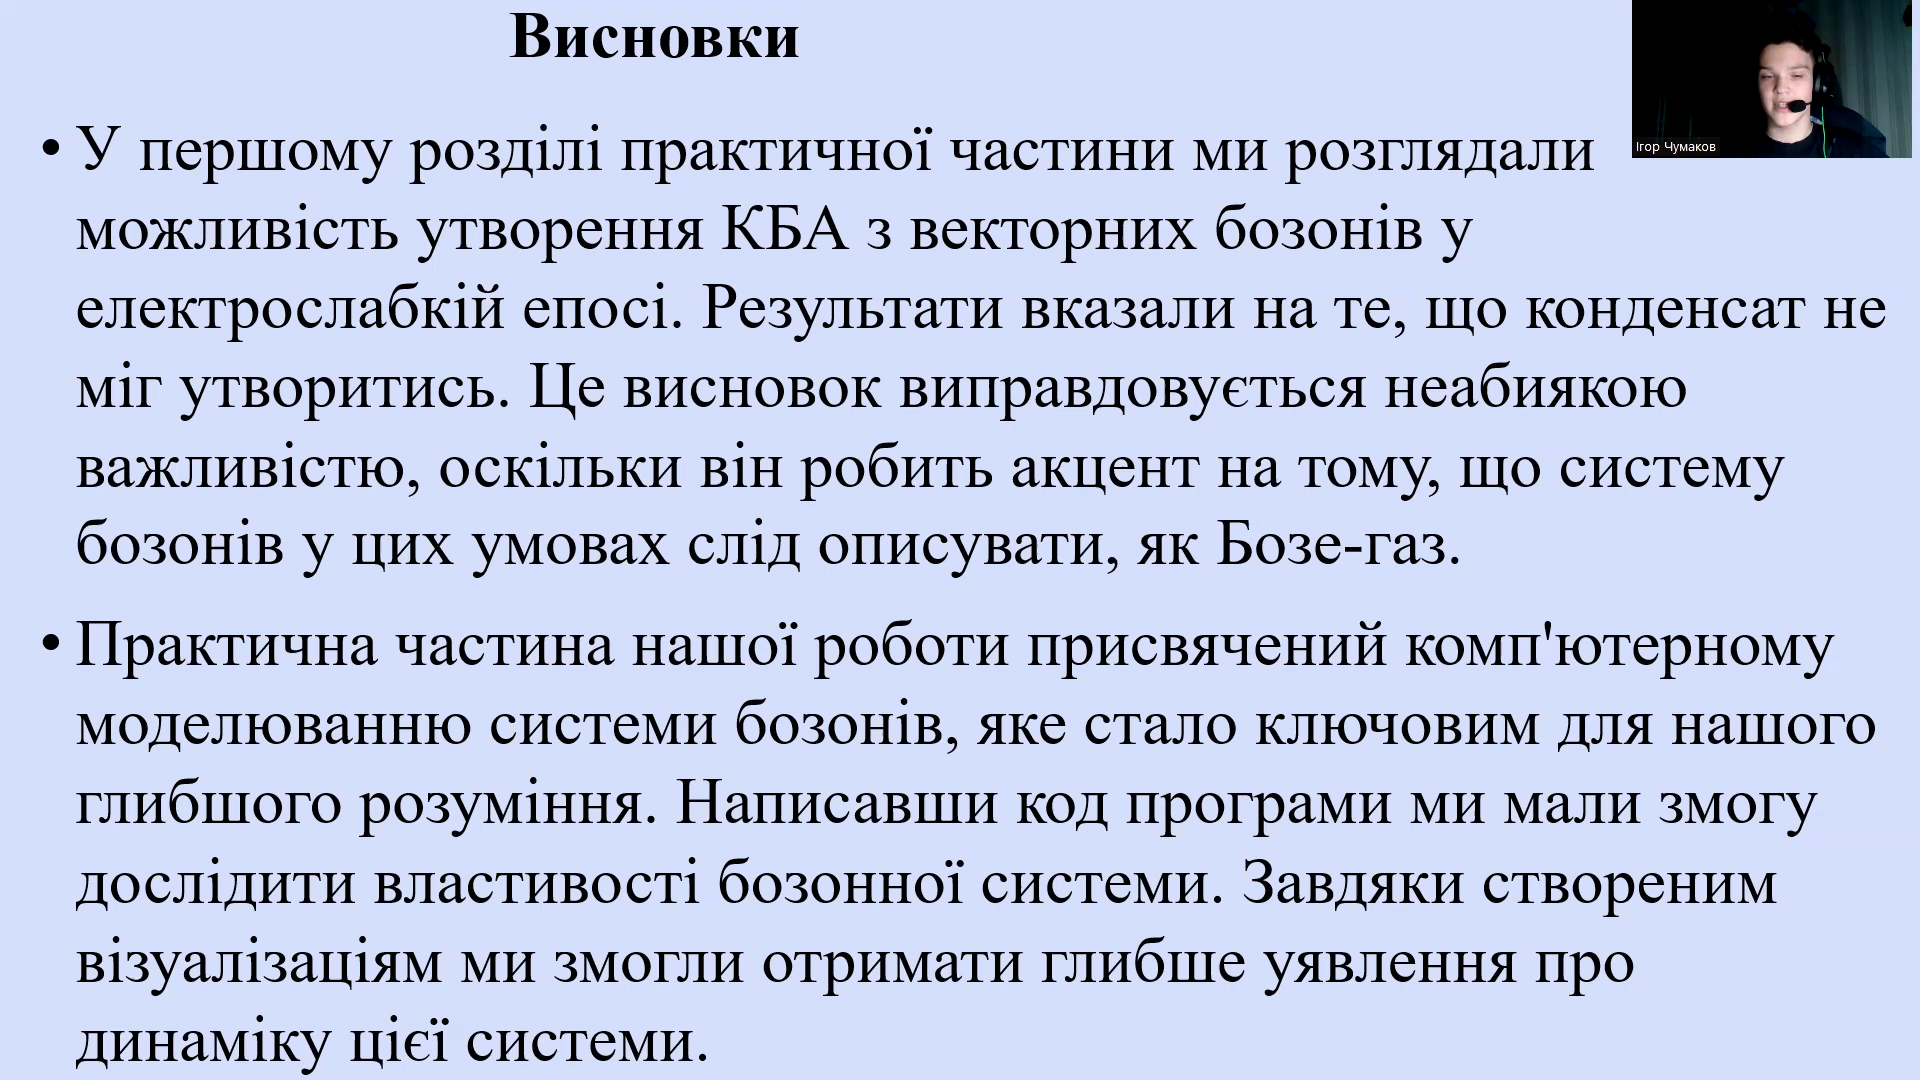 Висновки
Ігор Чумаков
• У першому розділі практичної частини ми розглядали
можливість утворення КБА з векторних бозонів у
електрослабкій епосі. Результати вказали на те, що конденсат не
міг утворитись. Це висновок виправдовується неабиякою
важливістю, оскільки він робить акцент на тому, що систему
бозонів у цих умовах слід описувати, як Бозе-газ.
• Практична частина нашої роботи присвячений комп'ютерному
моделюванню системи бозонів, яке стало ключовим для нашого
глибшого розуміння. Написавши код програми ми мали змогу
дослідити властивості бозонної системи. Завдяки створеним
візуалізаціям ми змогли отримати глибше уявлення про
динаміку цієї системи.